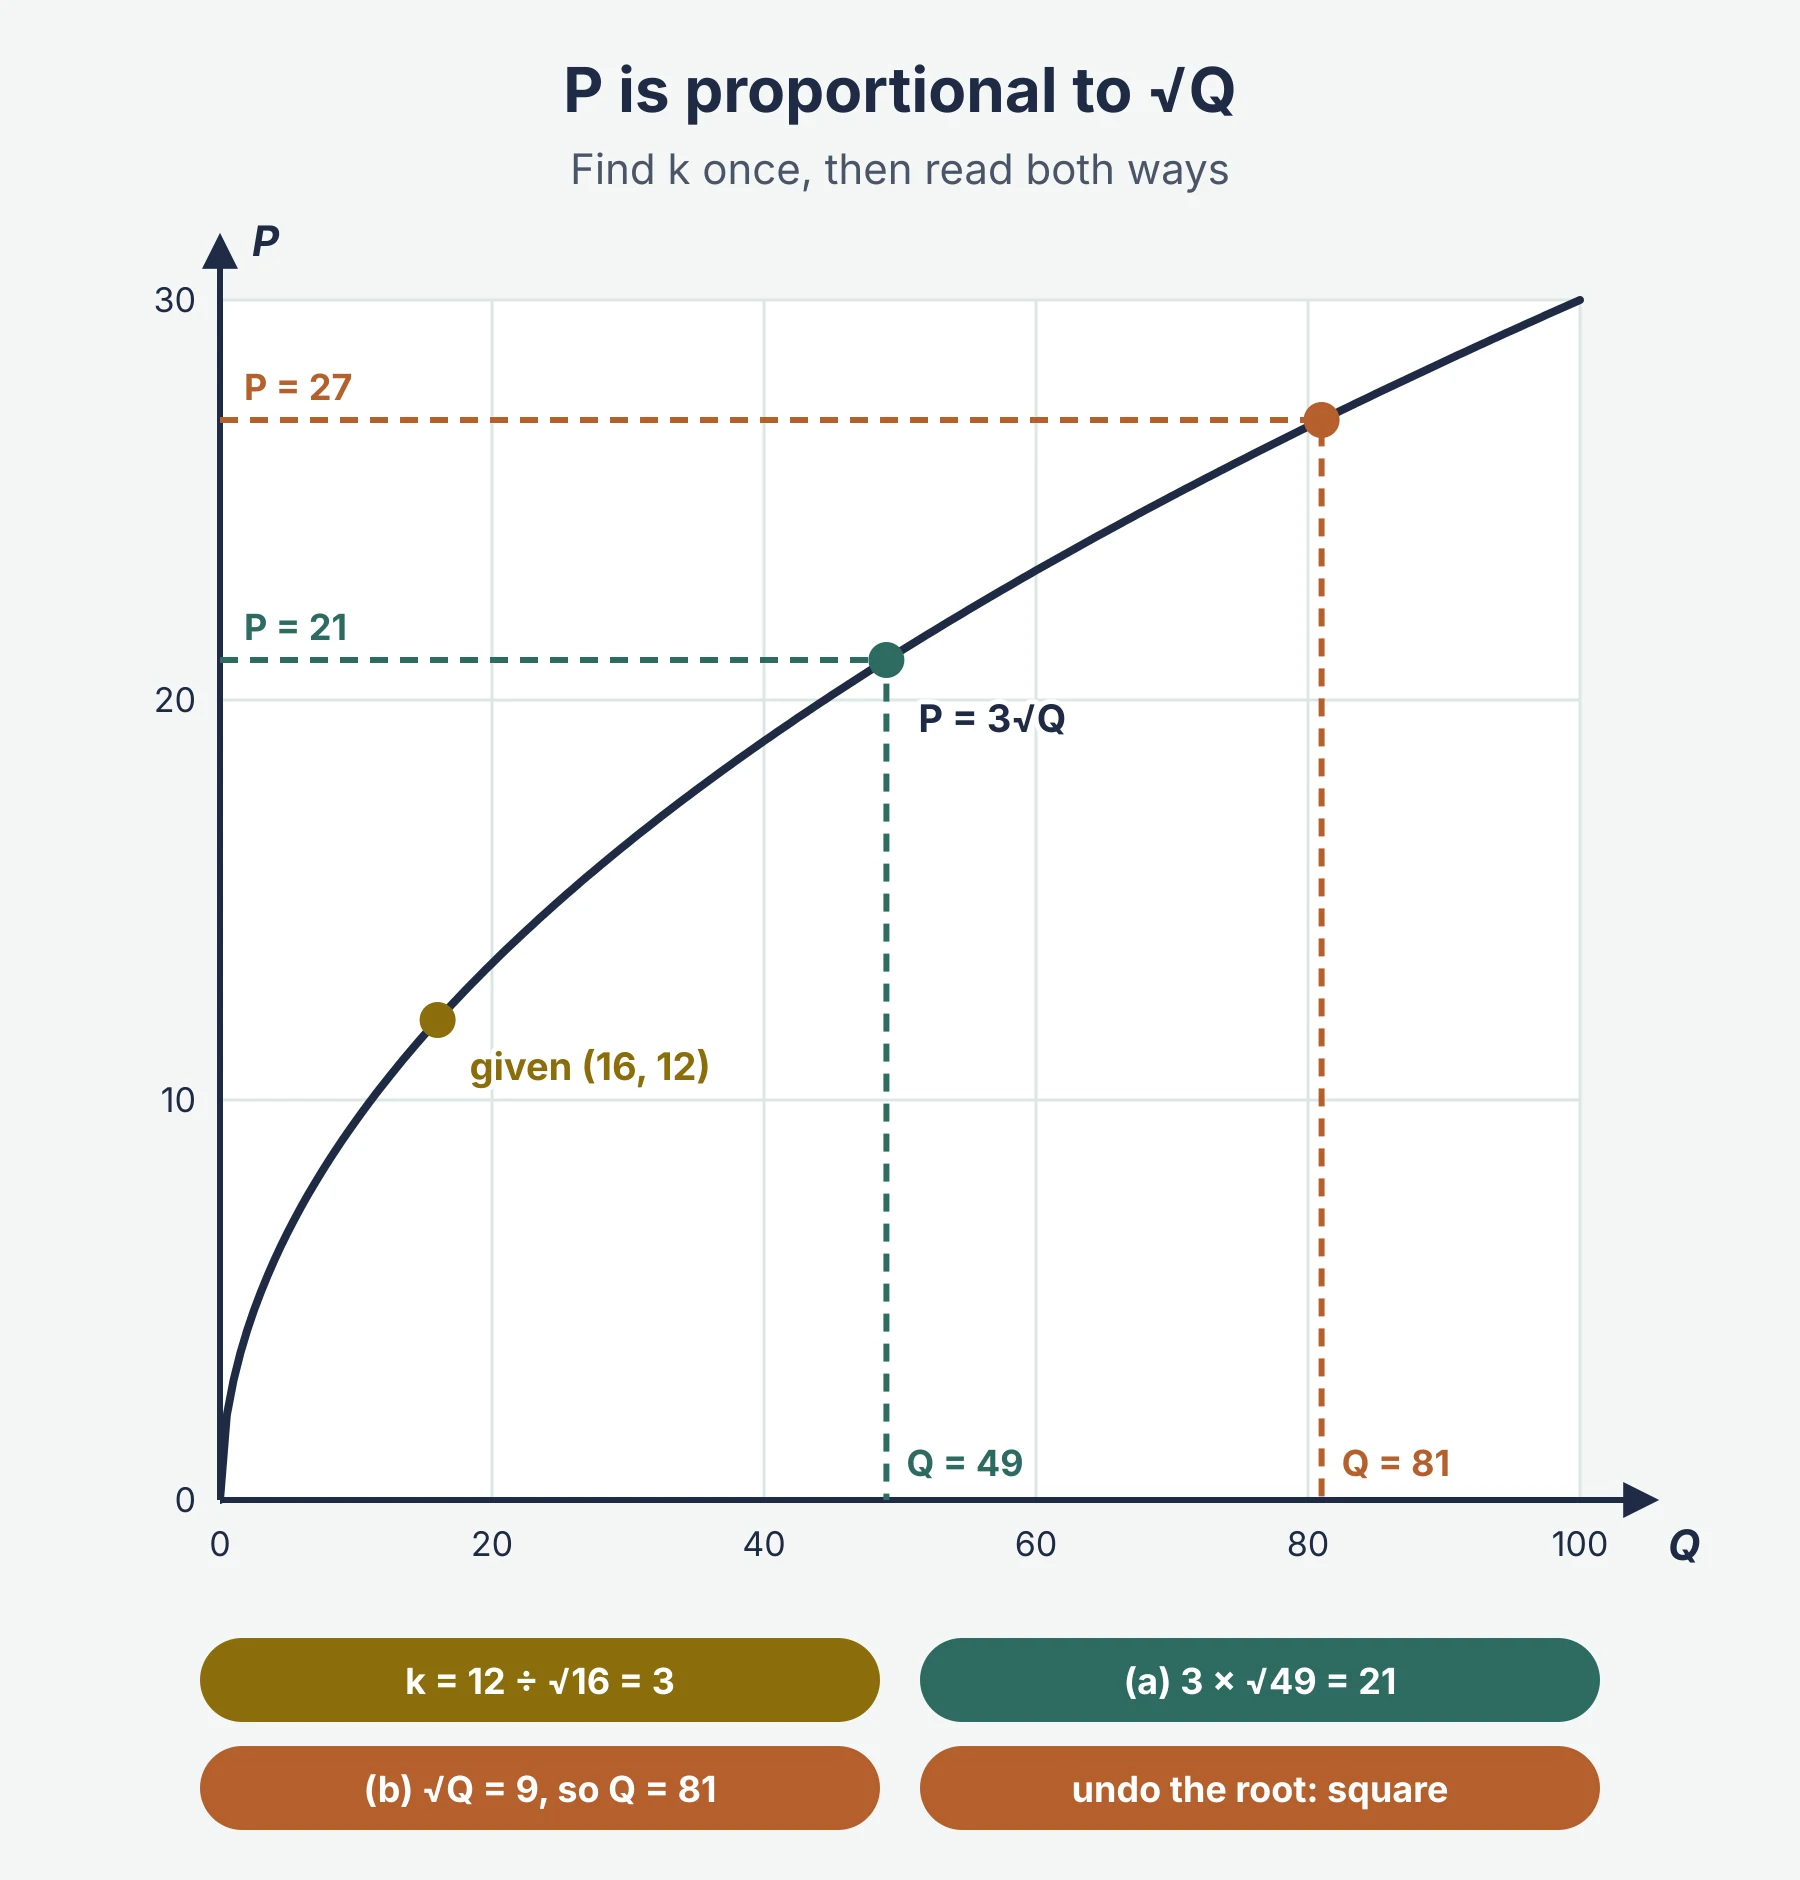 P is proportional to √Q
Find k once, then read both ways
P
30
P = 27
P = 21
20
P = 3√Q
given (16, 12)
10
Q = 49
Q = 81
0
0
20
40
60
80
100
Q
k = 12 ÷ √16 = 3
(a) 3 × √49 = 21
(b) √Q = 9, so Q = 81
undo the root: square